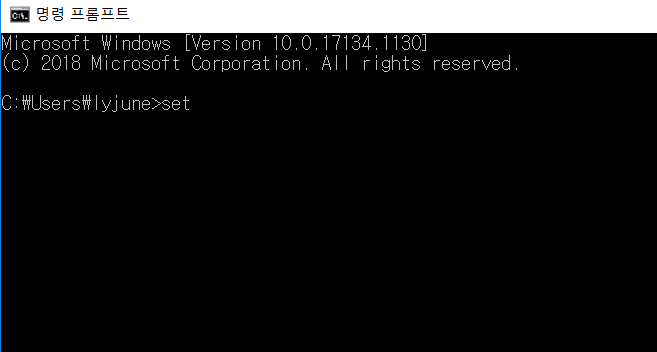 명령 프롬프트
Microsoft Windows [Version 10.0.17134.1130]
(c) 2018 Microsoft Corporation. All rights reserved.
C:₩Users₩lyjune>set